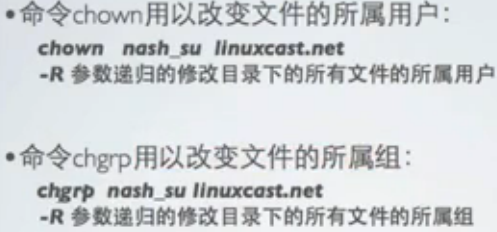 •命令chown用以改变文件的所属用户：
chown nash_su linuxcast.net
-R 参数递归的修改目录下的所有文件的所属用户
•命令chgrp用以改变文件的所属组：
chgrp nash_su linuxcast.net
-R 参数递归的修改目录下的所有文件的所属组